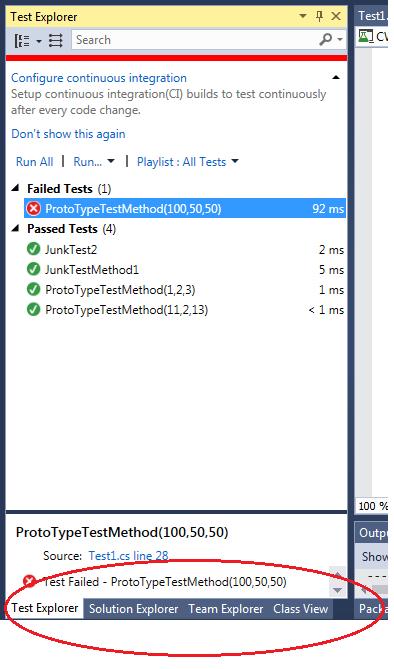 Test Explorer
Test1.
Search
CV
Configure continuous integration
Setup continuous integration(CI) builds to test continuously
after every code change.
Don't show this again
Run All | Run... | Playlist : All Tests
Failed Tests (1)
ProtoTypeTestMethod(100,50,50) 92 ms
Passed Tests (4)
JunkTest2 2 ms
JunkTestMethod1 5 ms
ProtoTypeTestMethod(1,2,3) 1 ms
ProtoTypeTestMethod(11,2,13) < 1 ms
100 %
ProtoTypeTestMethod(100,50,50)
Outpu
Source: Test1.cs line 28
Show
Test Failed - ProtoTypeTestMethod(100,50,50)
---
Test Explorer Solution Explorer Team Explorer Class View
Packa